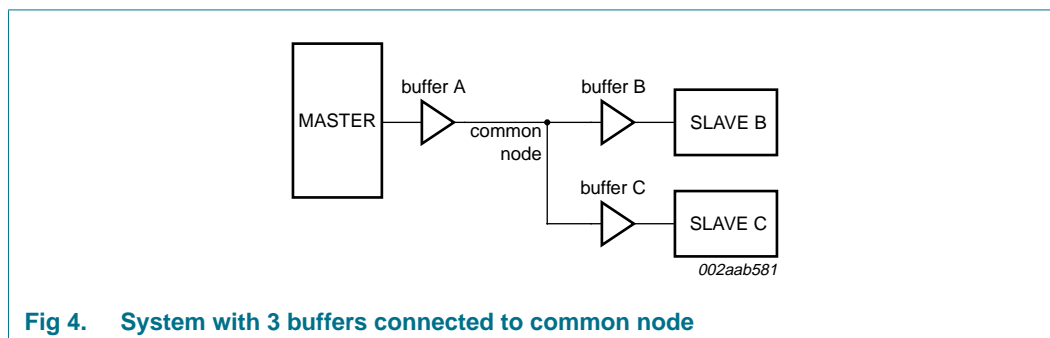 buffer A
buffer B
MASTER
SLAVE B
common
node
buffer C
SLAVE C
002aab581
Fig 4. System with 3 buffers connected to common node